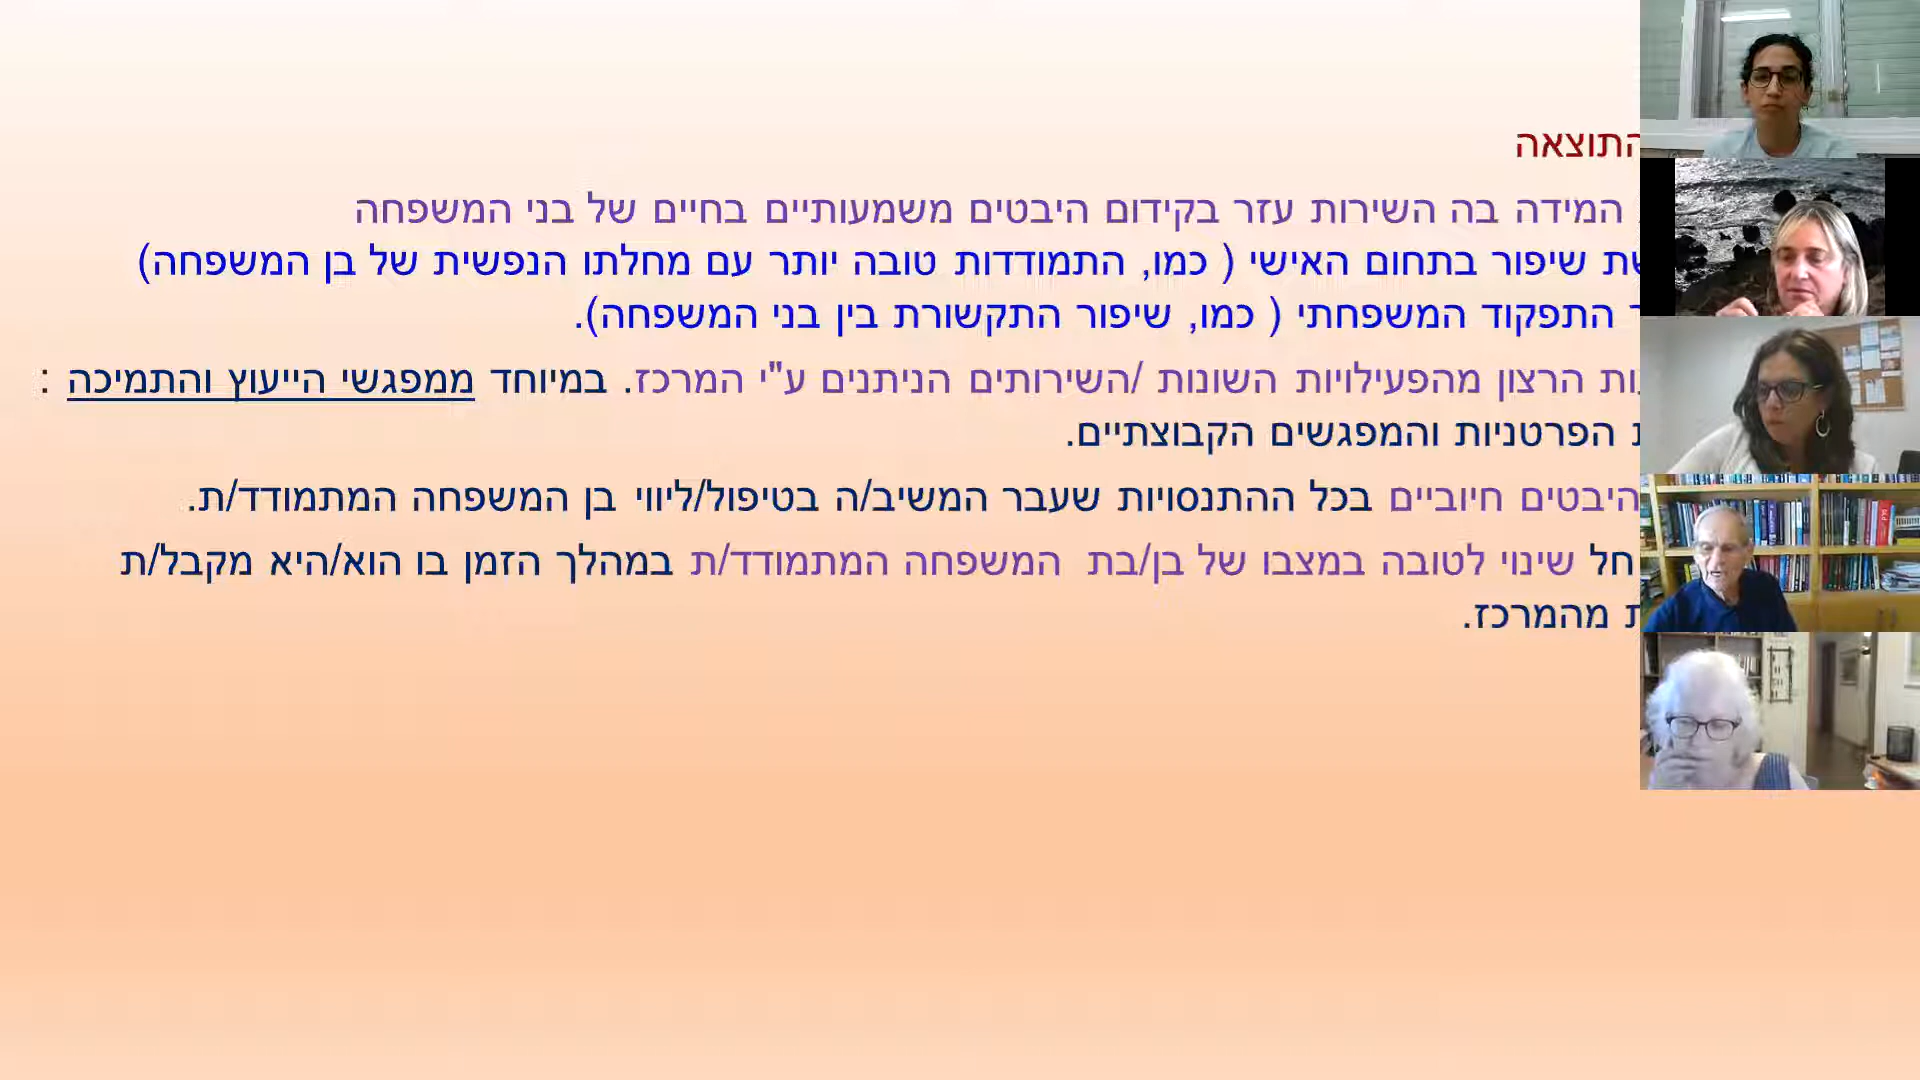 התוצאה
המידה בה השירות עזר בקידום היבטים משמעותיים בחיים של בני המשפחה
שיפור בתחום האישי ( כמו, התמודדות טובה יותר עם מחלתו הנפשית של בן המשפחה)
התפקוד המשפחתי ( כמו, שיפור התקשורת בין בני המשפחה).
הרצון מהפעילויות השונות /השירותים הניתנים ע"י המרכז. במיוחד ממפגשי הייעוץ והתמיכה :
הפרטניות והמפגשים הקבוצתיים.
היבטים חיוביים בכל ההתנסויות שעבר המשיב/ה בטיפול/ליווי בן המשפחה המתמודד/ת.
חל שינוי לטובה במצבו של בן/בת המשפחה המתמודד/ת במהלך הזמן בו הוא/היא מקבל/ת
מהמרכז.